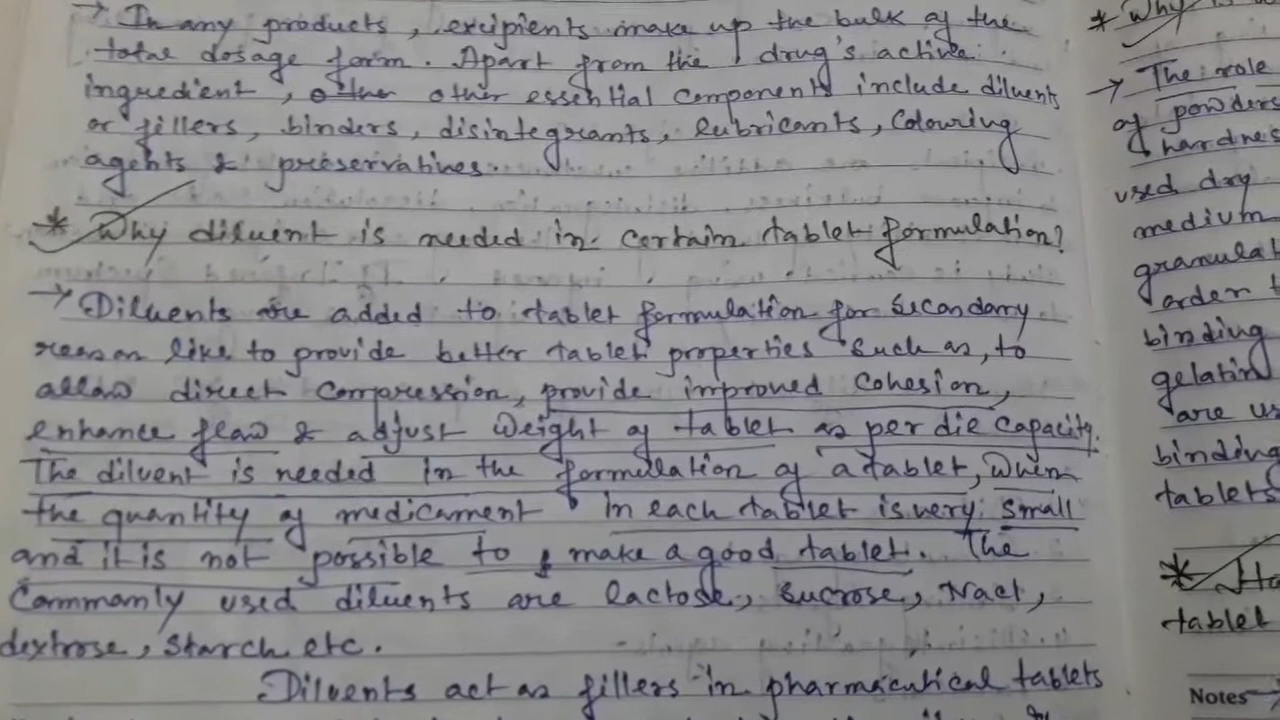 → In any products, excipients make up the bulk of the
total dosage form. Apart from the drug's active
ingredient, other other essential components include diluents
or fillers, binders, disintegrants, lubricants, Colouring
agents & preservatives.
* Why diluent is needed in certain tablet formulation?
→ Diluents are added to tablet formulation for secondary
reason like to provide better tablet properties such as, to
allow direct compression, provide improved cohesion,
enhance flow & adjust weight of tablet as per die capacity.
The diluent is needed in the formulation of a tablet, when
the quantity of medicament in each tablet is very small
and it is not possible to make a good tablet. The
Commonly used diluents are lactose, sucrose, Nacl,
dextrose, starch etc.
Diluents act as fillers in pharmaceutical tablets
* Why
→ The role
of powders
& hardnes
used dry
medium
granulat
order t
binding
gelatin
are us
binding
tablets
* Ho
tablet
Notes